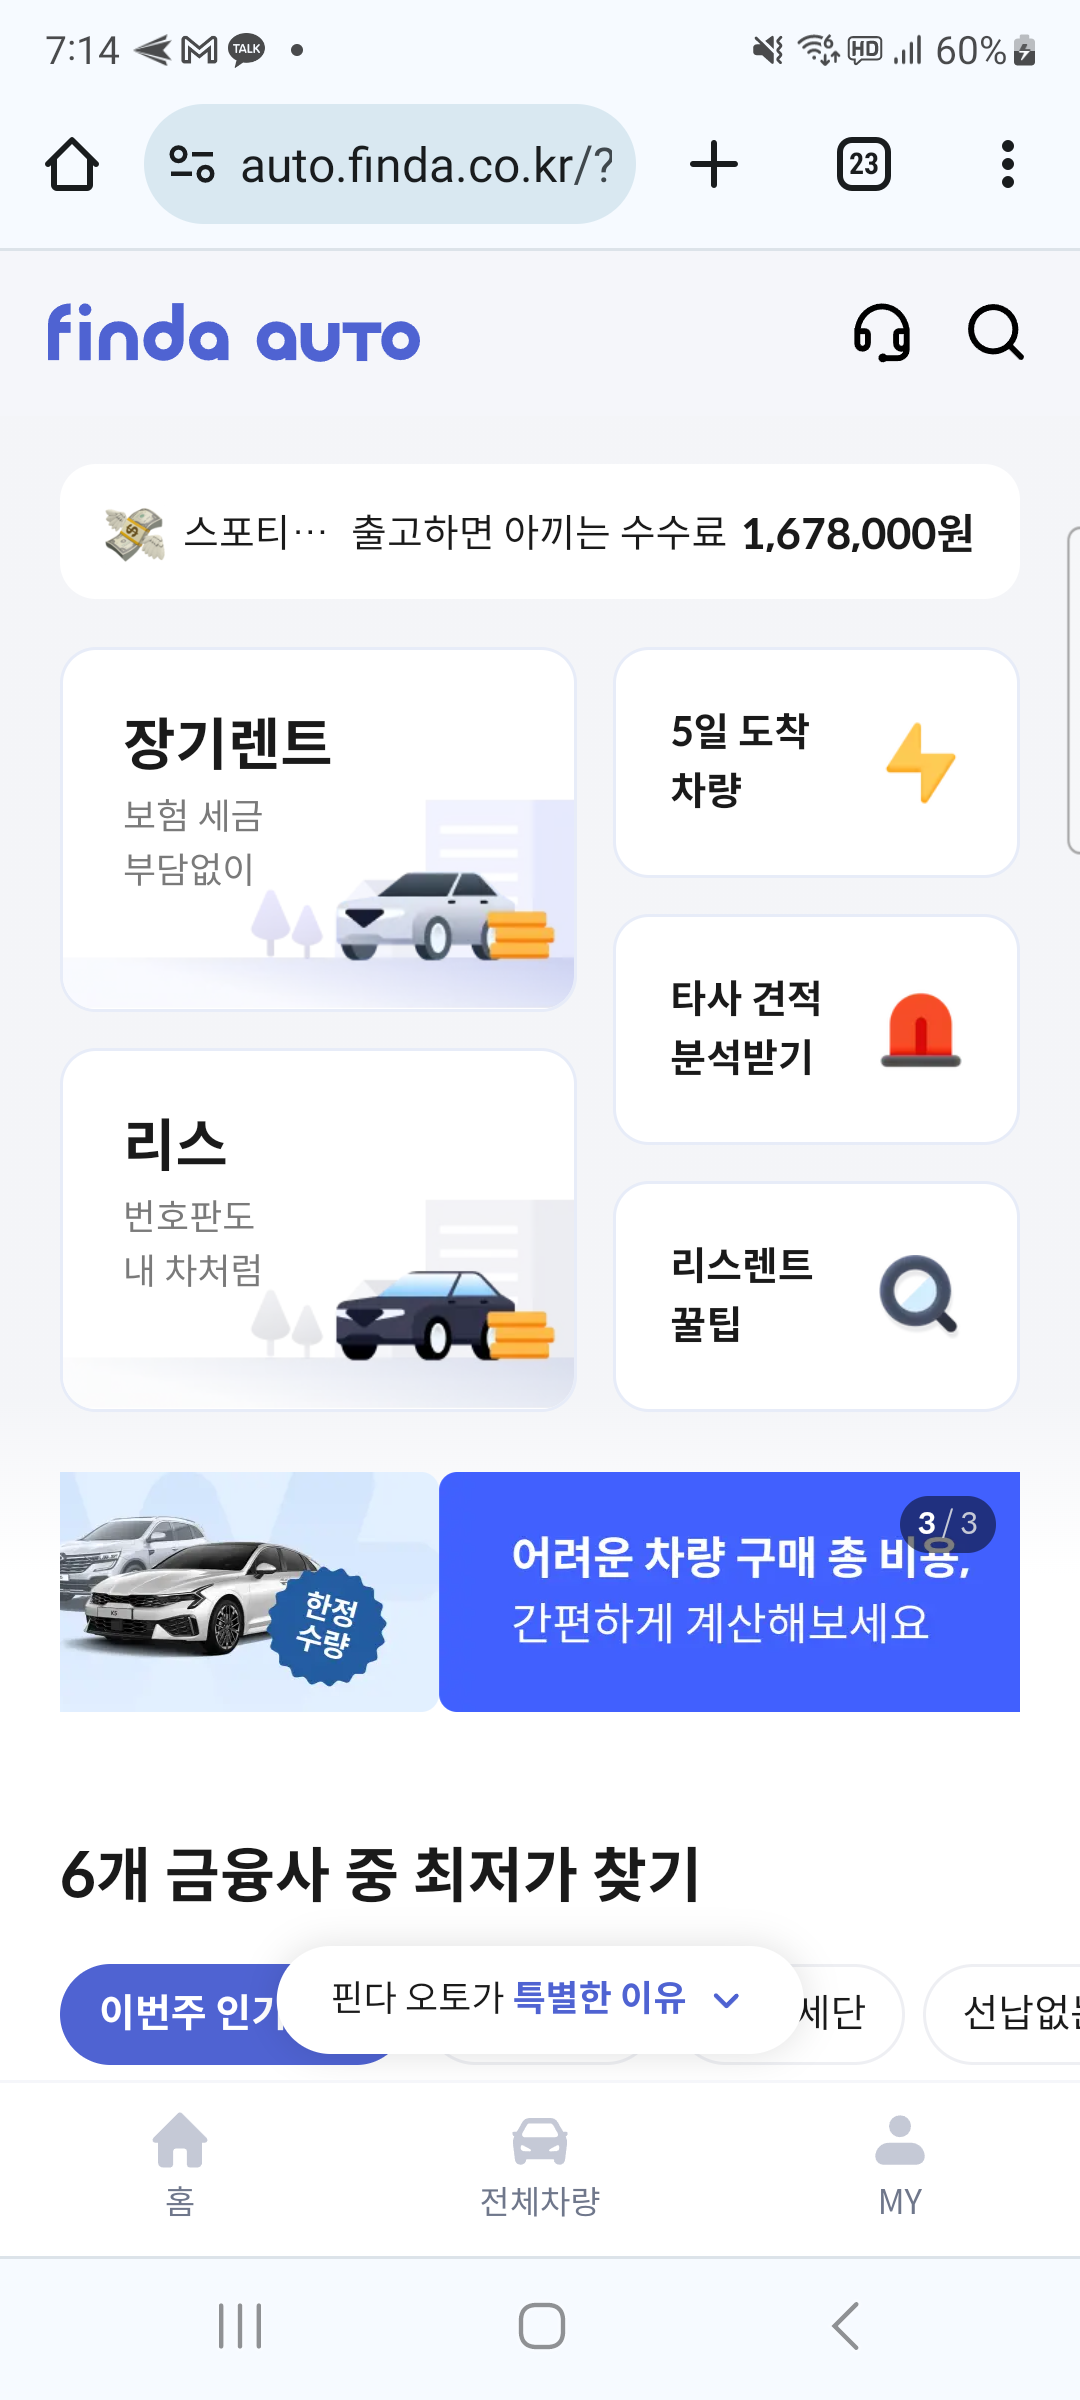 7:14
TALK
HD
60%
auto.finda.co.kr/?
23
finda auto
스포티… 출고하면 아끼는 수수료 1,678,000원
장기렌트
보험 세금
부담없이
5일 도착
차량
타사 견적
분석받기
리스
번호판도
내 차처럼
리스렌트
꿀팁
한정
수량
어려운 차량 구매 총 비용,
간편하게 계산해보세요
3/3
6개 금융사 중 최저가 찾기
이번주 인기
핀다 오토가 특별한 이유
세단
선납없는
홈
전체차량
MY